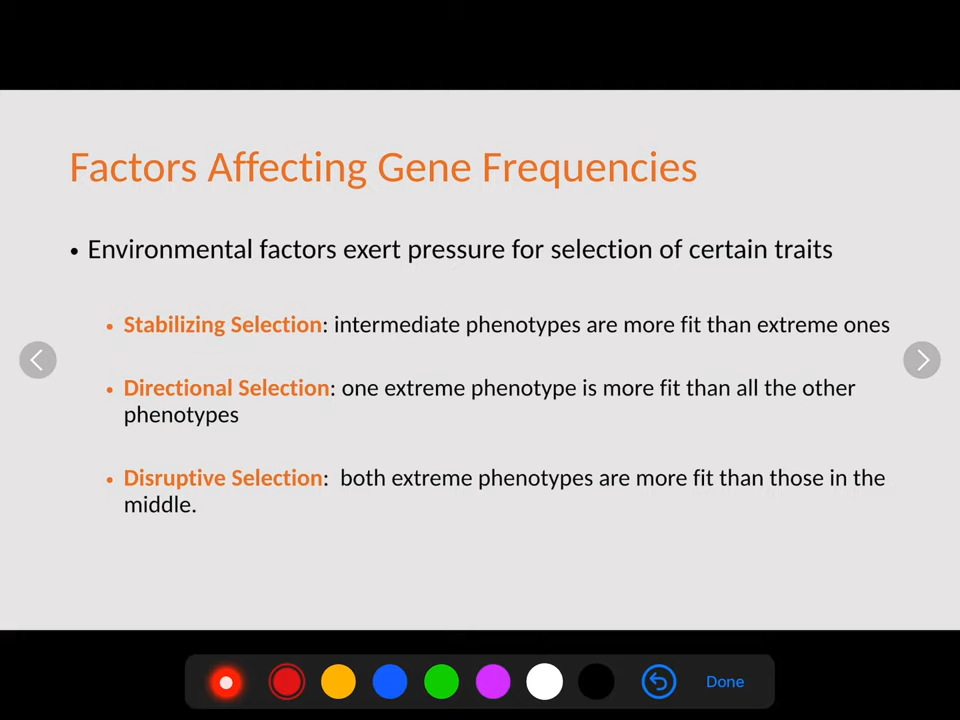 Factors Affecting Gene Frequencies
• Environmental factors exert pressure for selection of certain traits
• Stabilizing Selection: intermediate phenotypes are more fit than extreme ones
• Directional Selection: one extreme phenotype is more fit than all the other
phenotypes
• Disruptive Selection:  both extreme phenotypes are more fit than those in the
middle.
Done